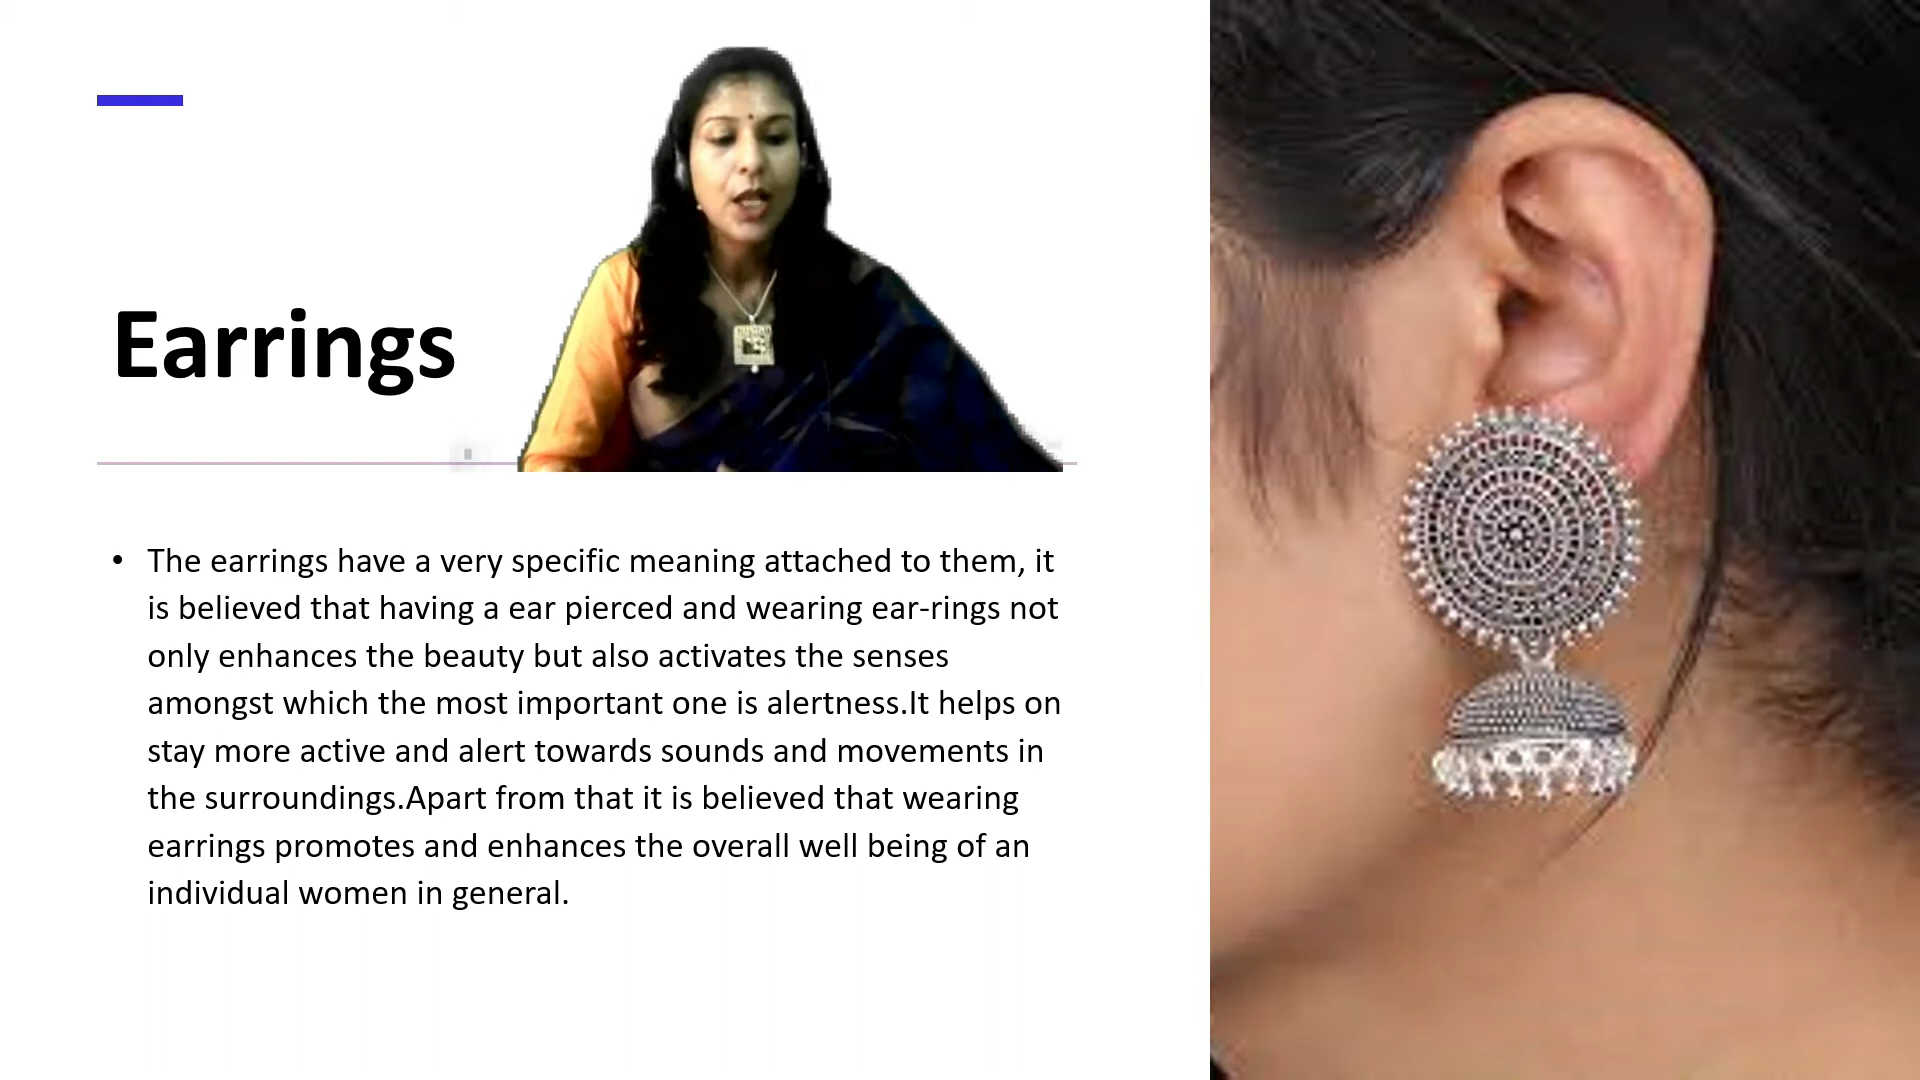 Earrings
• The earrings have a very specific meaning attached to them, it
is believed that having a ear pierced and wearing ear-rings not
only enhances the beauty but also activates the senses
amongst which the most important one is alertness.It helps on
stay more active and alert towards sounds and movements in
the surroundings.Apart from that it is believed that wearing
earrings promotes and enhances the overall well being of an
individual women in general.